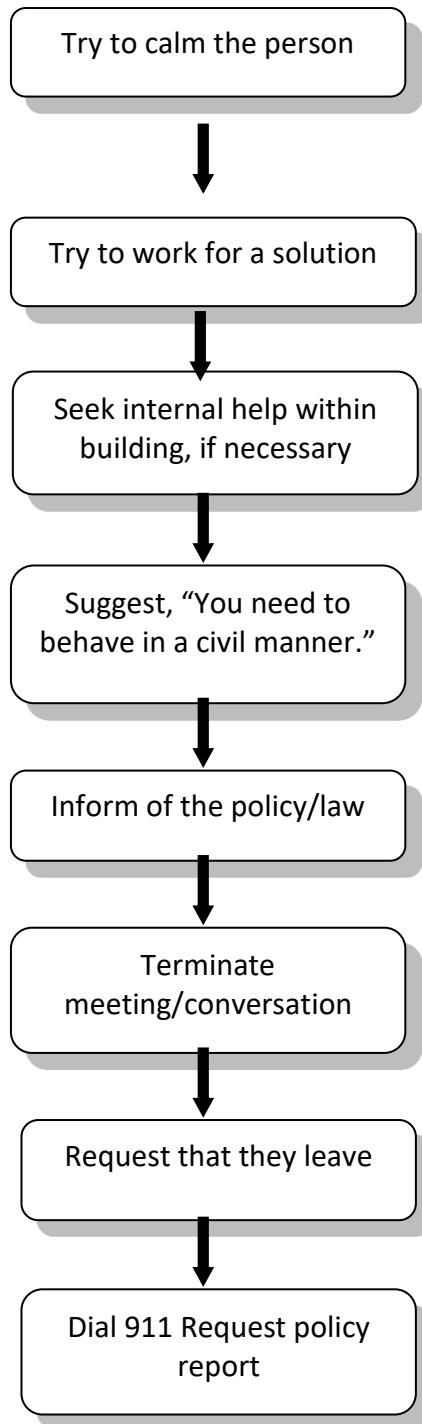 Try to calm the person
Try to work for a solution
Seek internal help within
building, if necessary
Suggest, “You need to
behave in a civil manner.”
Inform of the policy/law
Terminate
meeting/conversation
Request that they leave
Dial 911 Request policy
report